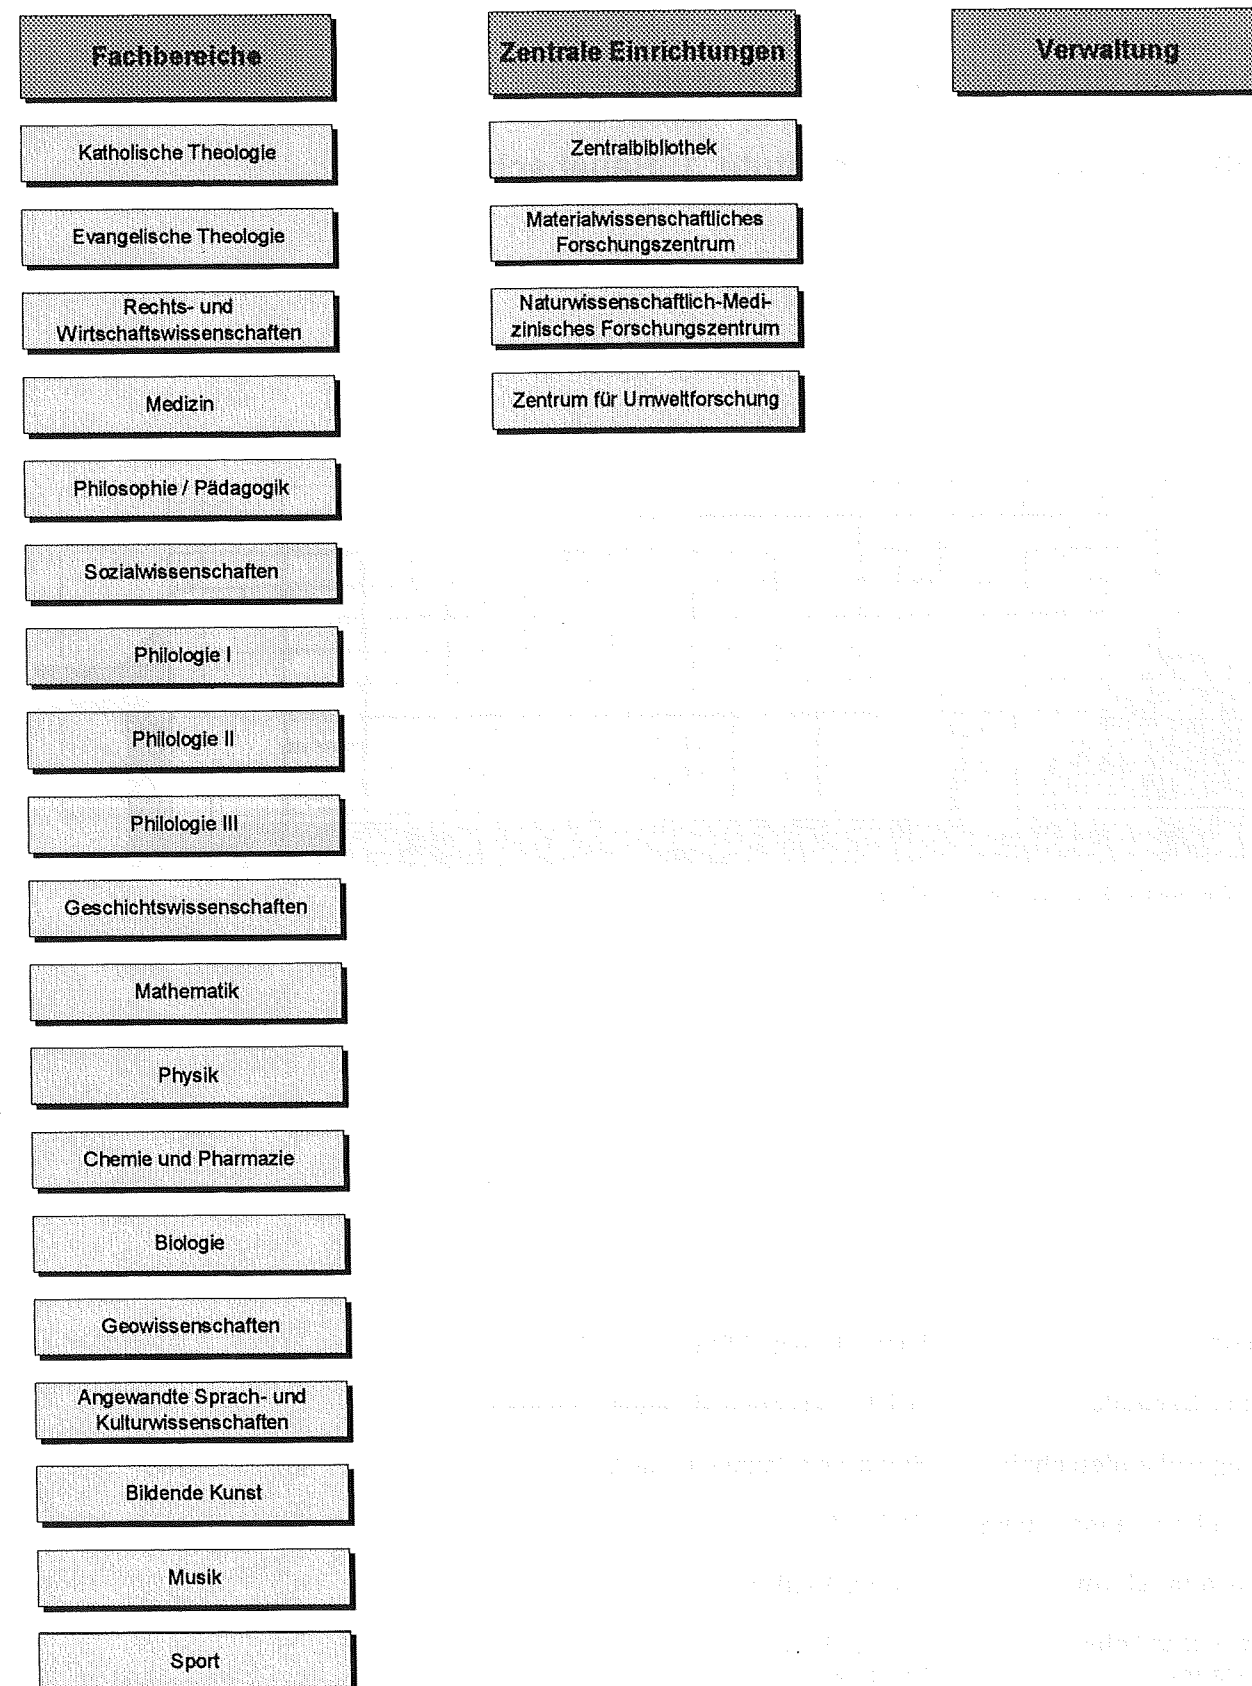 Fachbereiche
Katholische Theologie
Evangelische Theologie
Rechts- und
Wirtschaftswissenschaften
Medizin
Philosophie / Pädagogik
Sozialwissenschaften
Philologie I
Philologie II
Philologie III
Geschichtswissenschaften
Mathematik
Physik
Chemie und Pharmazie
Biologie
Geowissenschaften
Angewandte Sprach- und
Kulturwissenschaften
Bildende Kunst
Musik
Sport
Zentrale Einrichtungen
Zentralbibliothek
Materialwissenschaftliches
Forschungszentrum
Naturwissenschaftlich-Medi-
zinisches Forschungszentrum
Zentrum für Umweltforschung
Verwaltung